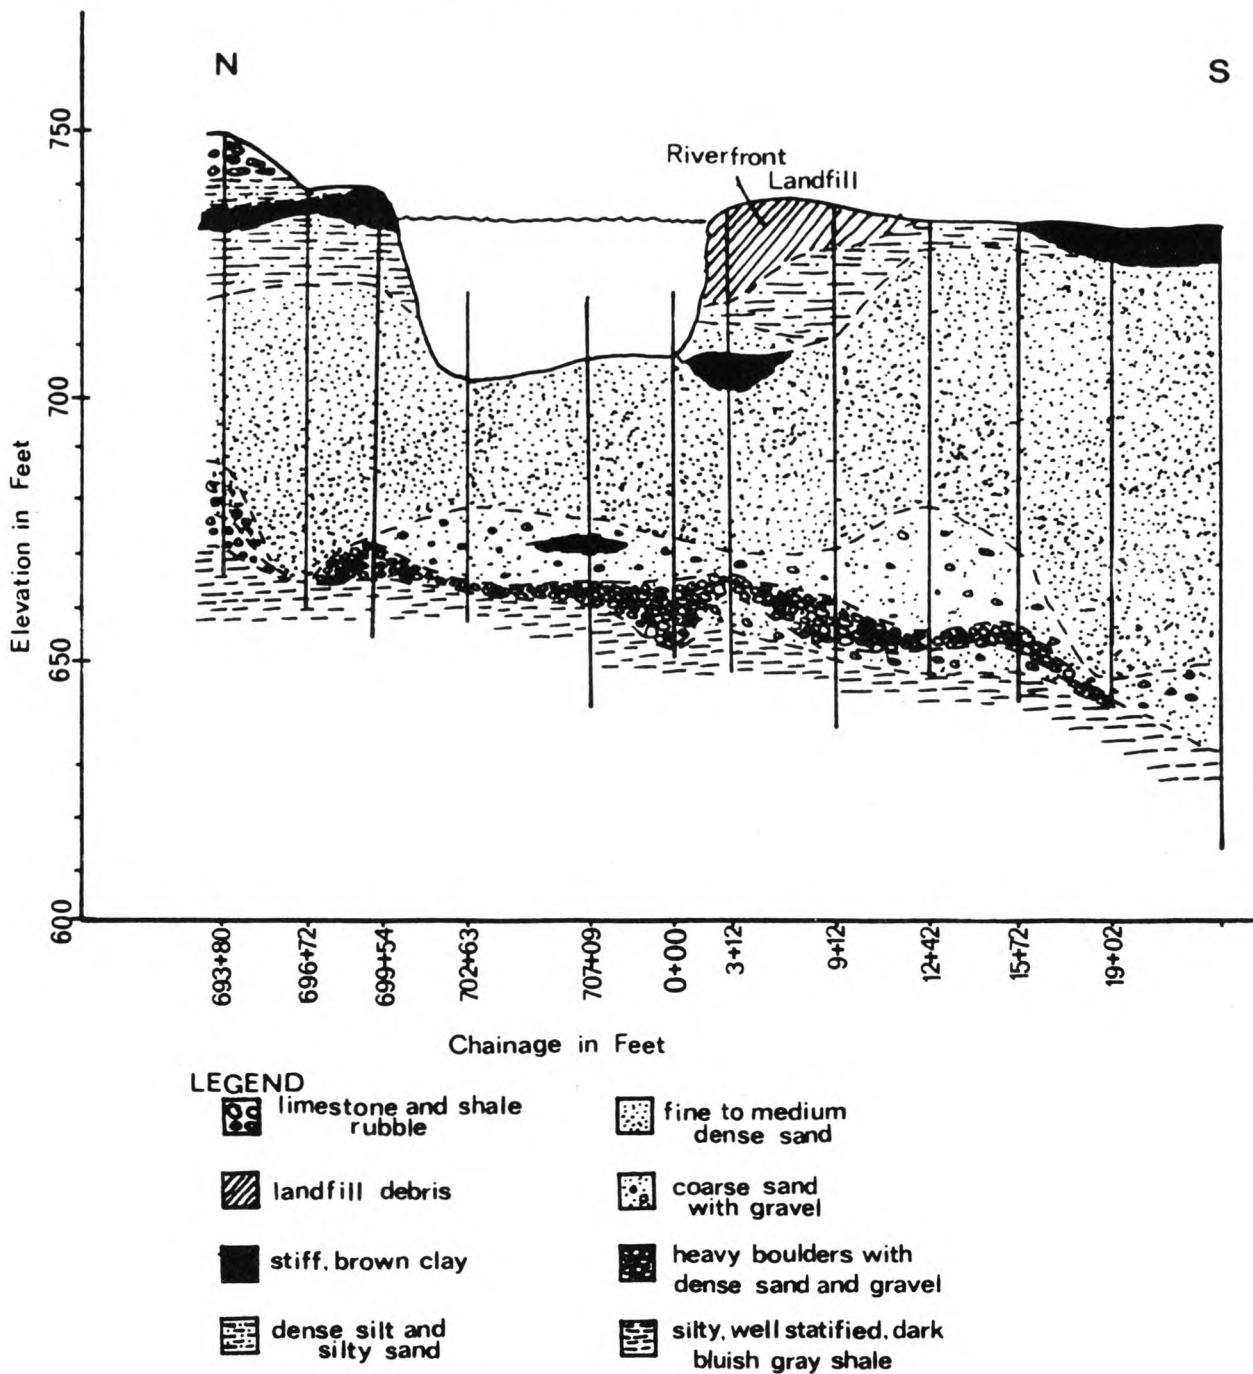 N
S
750
Riverfront
Landfill
700
Elevation in Feet
650
600
693+80
696+72
699+54
702+63
707+09
0+00
3+12
9+12
12+42
15+72
19+02
Chainage in Feet
LEGEND
limestone and shale
rubble
landfill debris
stiff, brown clay
dense silt and
silty sand
fine to medium
dense sand
coarse sand
with gravel
heavy boulders with
dense sand and gravel
silty, well statified, dark
bluish gray shale